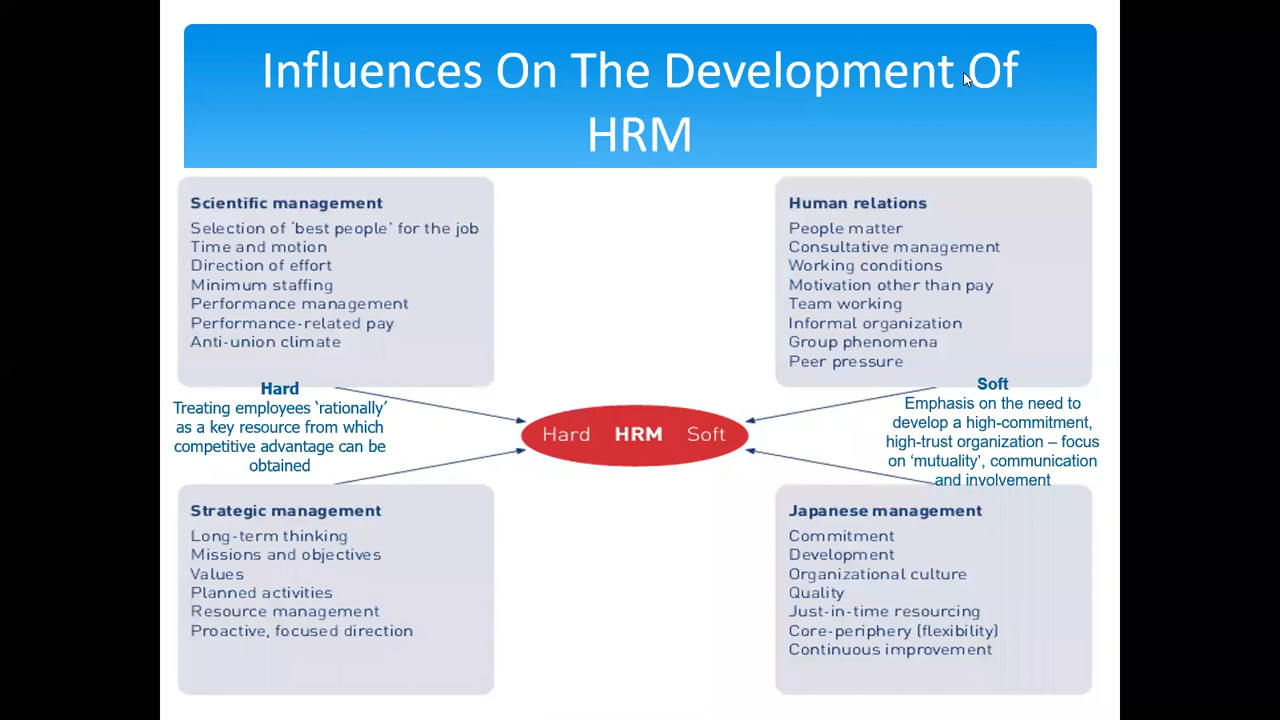 Influences On The Development Of
HRM
Scientific management
Selection of ‘best people’ for the job
Time and motion
Direction of effort
Minimum staffing
Performance management
Performance-related pay
Anti-union climate
Human relations
People matter
Consultative management
Working conditions
Motivation other than pay
Team working
Informal organization
Group phenomena
Peer pressure
Hard
Treating employees ‘rationally’
as a key resource from which
competitive advantage can be
obtained
Hard HRM Soft
Soft
Emphasis on the need to
develop a high-commitment,
high-trust organization – focus
on ‘mutuality’, communication
and involvement
Strategic management
Long-term thinking
Missions and objectives
Values
Planned activities
Resource management
Proactive, focused direction
Japanese management
Commitment
Development
Organizational culture
Quality
Just-in-time resourcing
Core-periphery (flexibility)
Continuous improvement